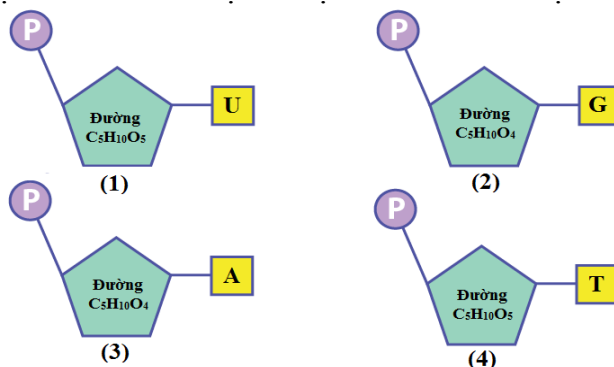 P P
Đường
C₅H₁₀O₅
U
Đường
C₅H₁₀O₄
G
(1) (2)
P P
Đường
C₅H₁₀O₄
A
Đường
C₅H₁₀O₅
T
(3) (4)